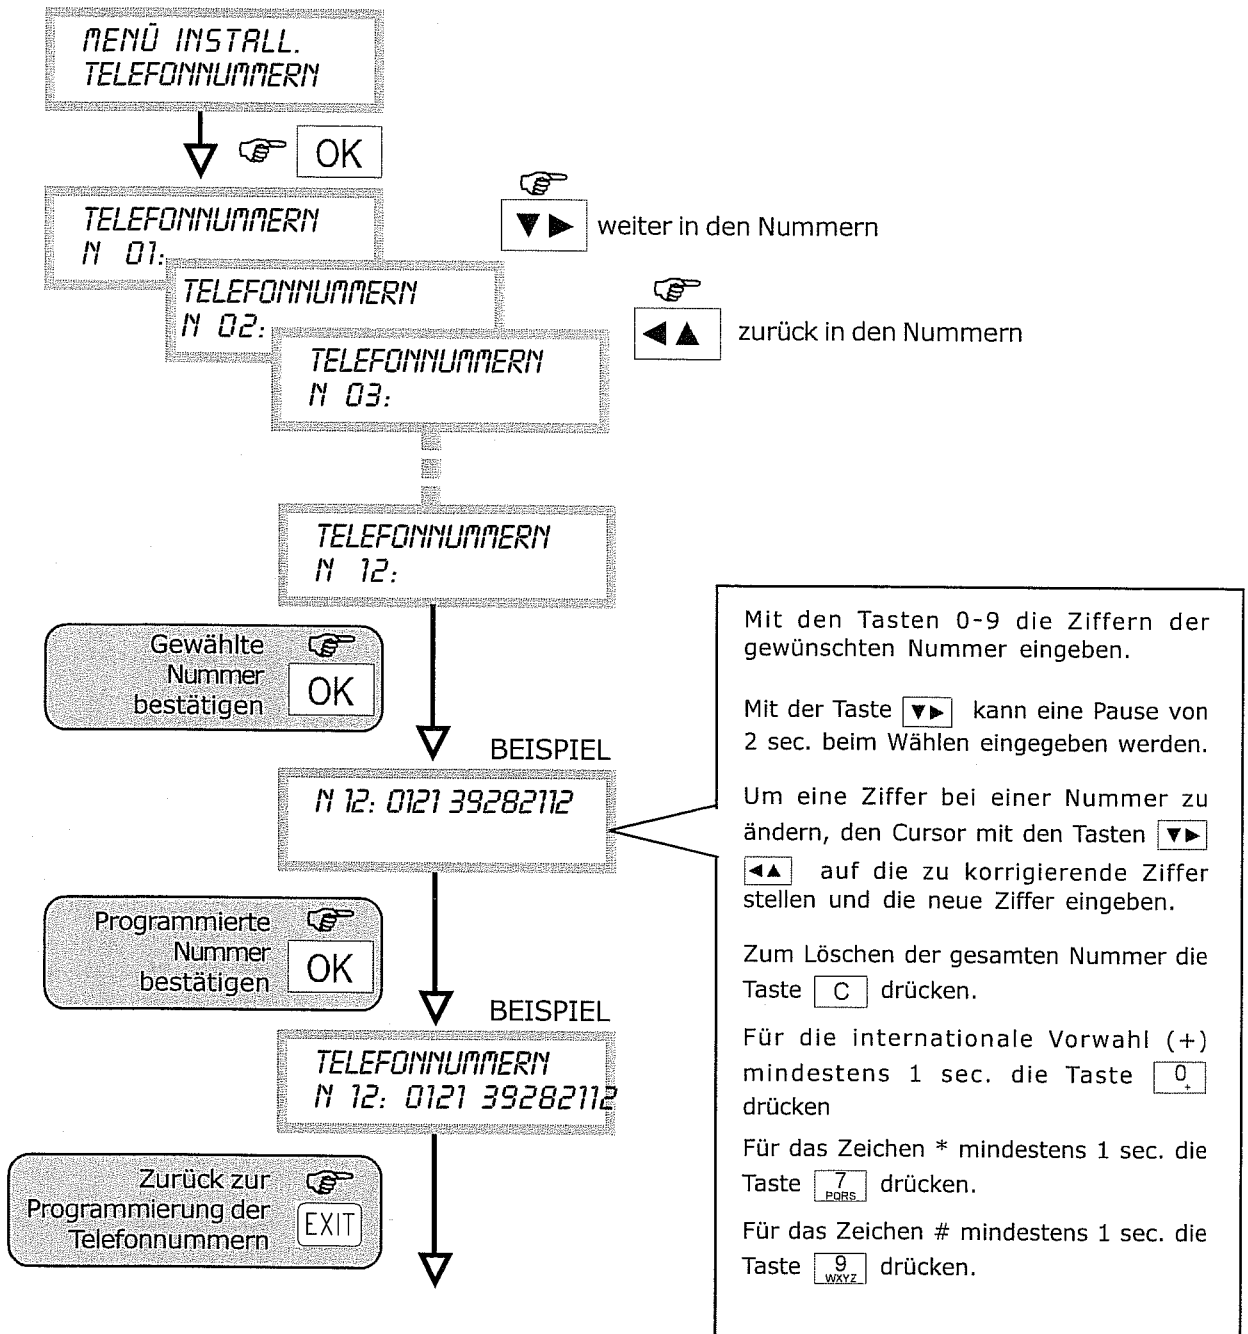 MENÜ INSTALL.
TELEFONNUMMERN
OK
TELEFONNUMMERN
N 01:
▼▶ weiter in den Nummern
TELEFONNUMMERN
N 02:
◀▲ zurück in den Nummern
TELEFONNUMMERN
N 03:
TELEFONNUMMERN
N 12:
Gewählte
Nummer
bestätigen
OK
BEISPIEL
N 12: 0121 39282112
Programmierte
Nummer
bestätigen
OK
BEISPIEL
TELEFONNUMMERN
N 12: 0121 39282112
Zurück zur
Programmierung der
Telefonnummern
EXIT
Mit den Tasten 0-9 die Ziffern der
gewünschten Nummer eingeben.
Mit der Taste ▼▶ kann eine Pause von
2 sec. beim Wählen eingegeben werden.
Um eine Ziffer bei einer Nummer zu
ändern, den Cursor mit den Tasten ▼▶
◀▲ auf die zu korrigierende Ziffer
stellen und die neue Ziffer eingeben.
Zum Löschen der gesamten Nummer die
Taste C drücken.
Für die internationale Vorwahl (+)
mindestens 1 sec. die Taste 0 +
drücken
Für das Zeichen * mindestens 1 sec. die
Taste 7 PQRS drücken.
Für das Zeichen # mindestens 1 sec. die
Taste 9 WXYZ drücken.